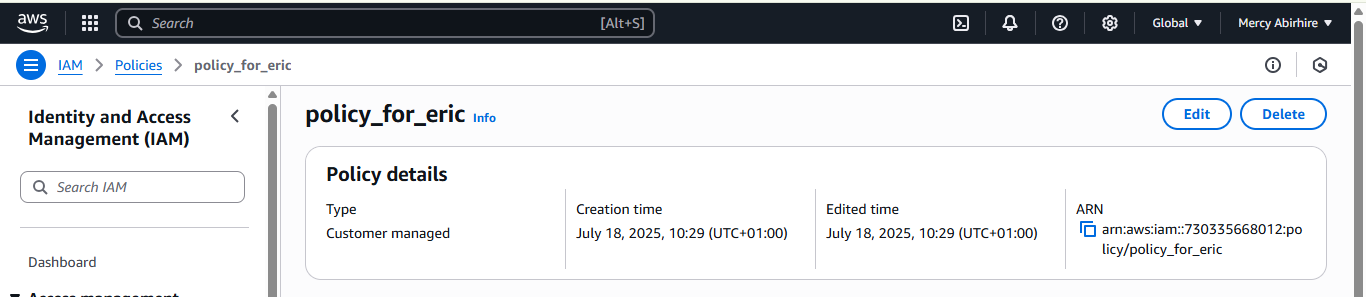 aws
Search [Alt+S] Global Mercy Abirhire
IAM Policies policy_for_eric
Identity and Access
Management (IAM)
Search IAM
Dashboard
Access management
policy_for_eric Info Edit Delete
Policy details
Type
Customer managed
Creation time
July 18, 2025, 10:29 (UTC+01:00)
Edited time
July 18, 2025, 10:29 (UTC+01:00)
ARN
arn:aws:iam::730335668012:po
licy/policy_for_eric